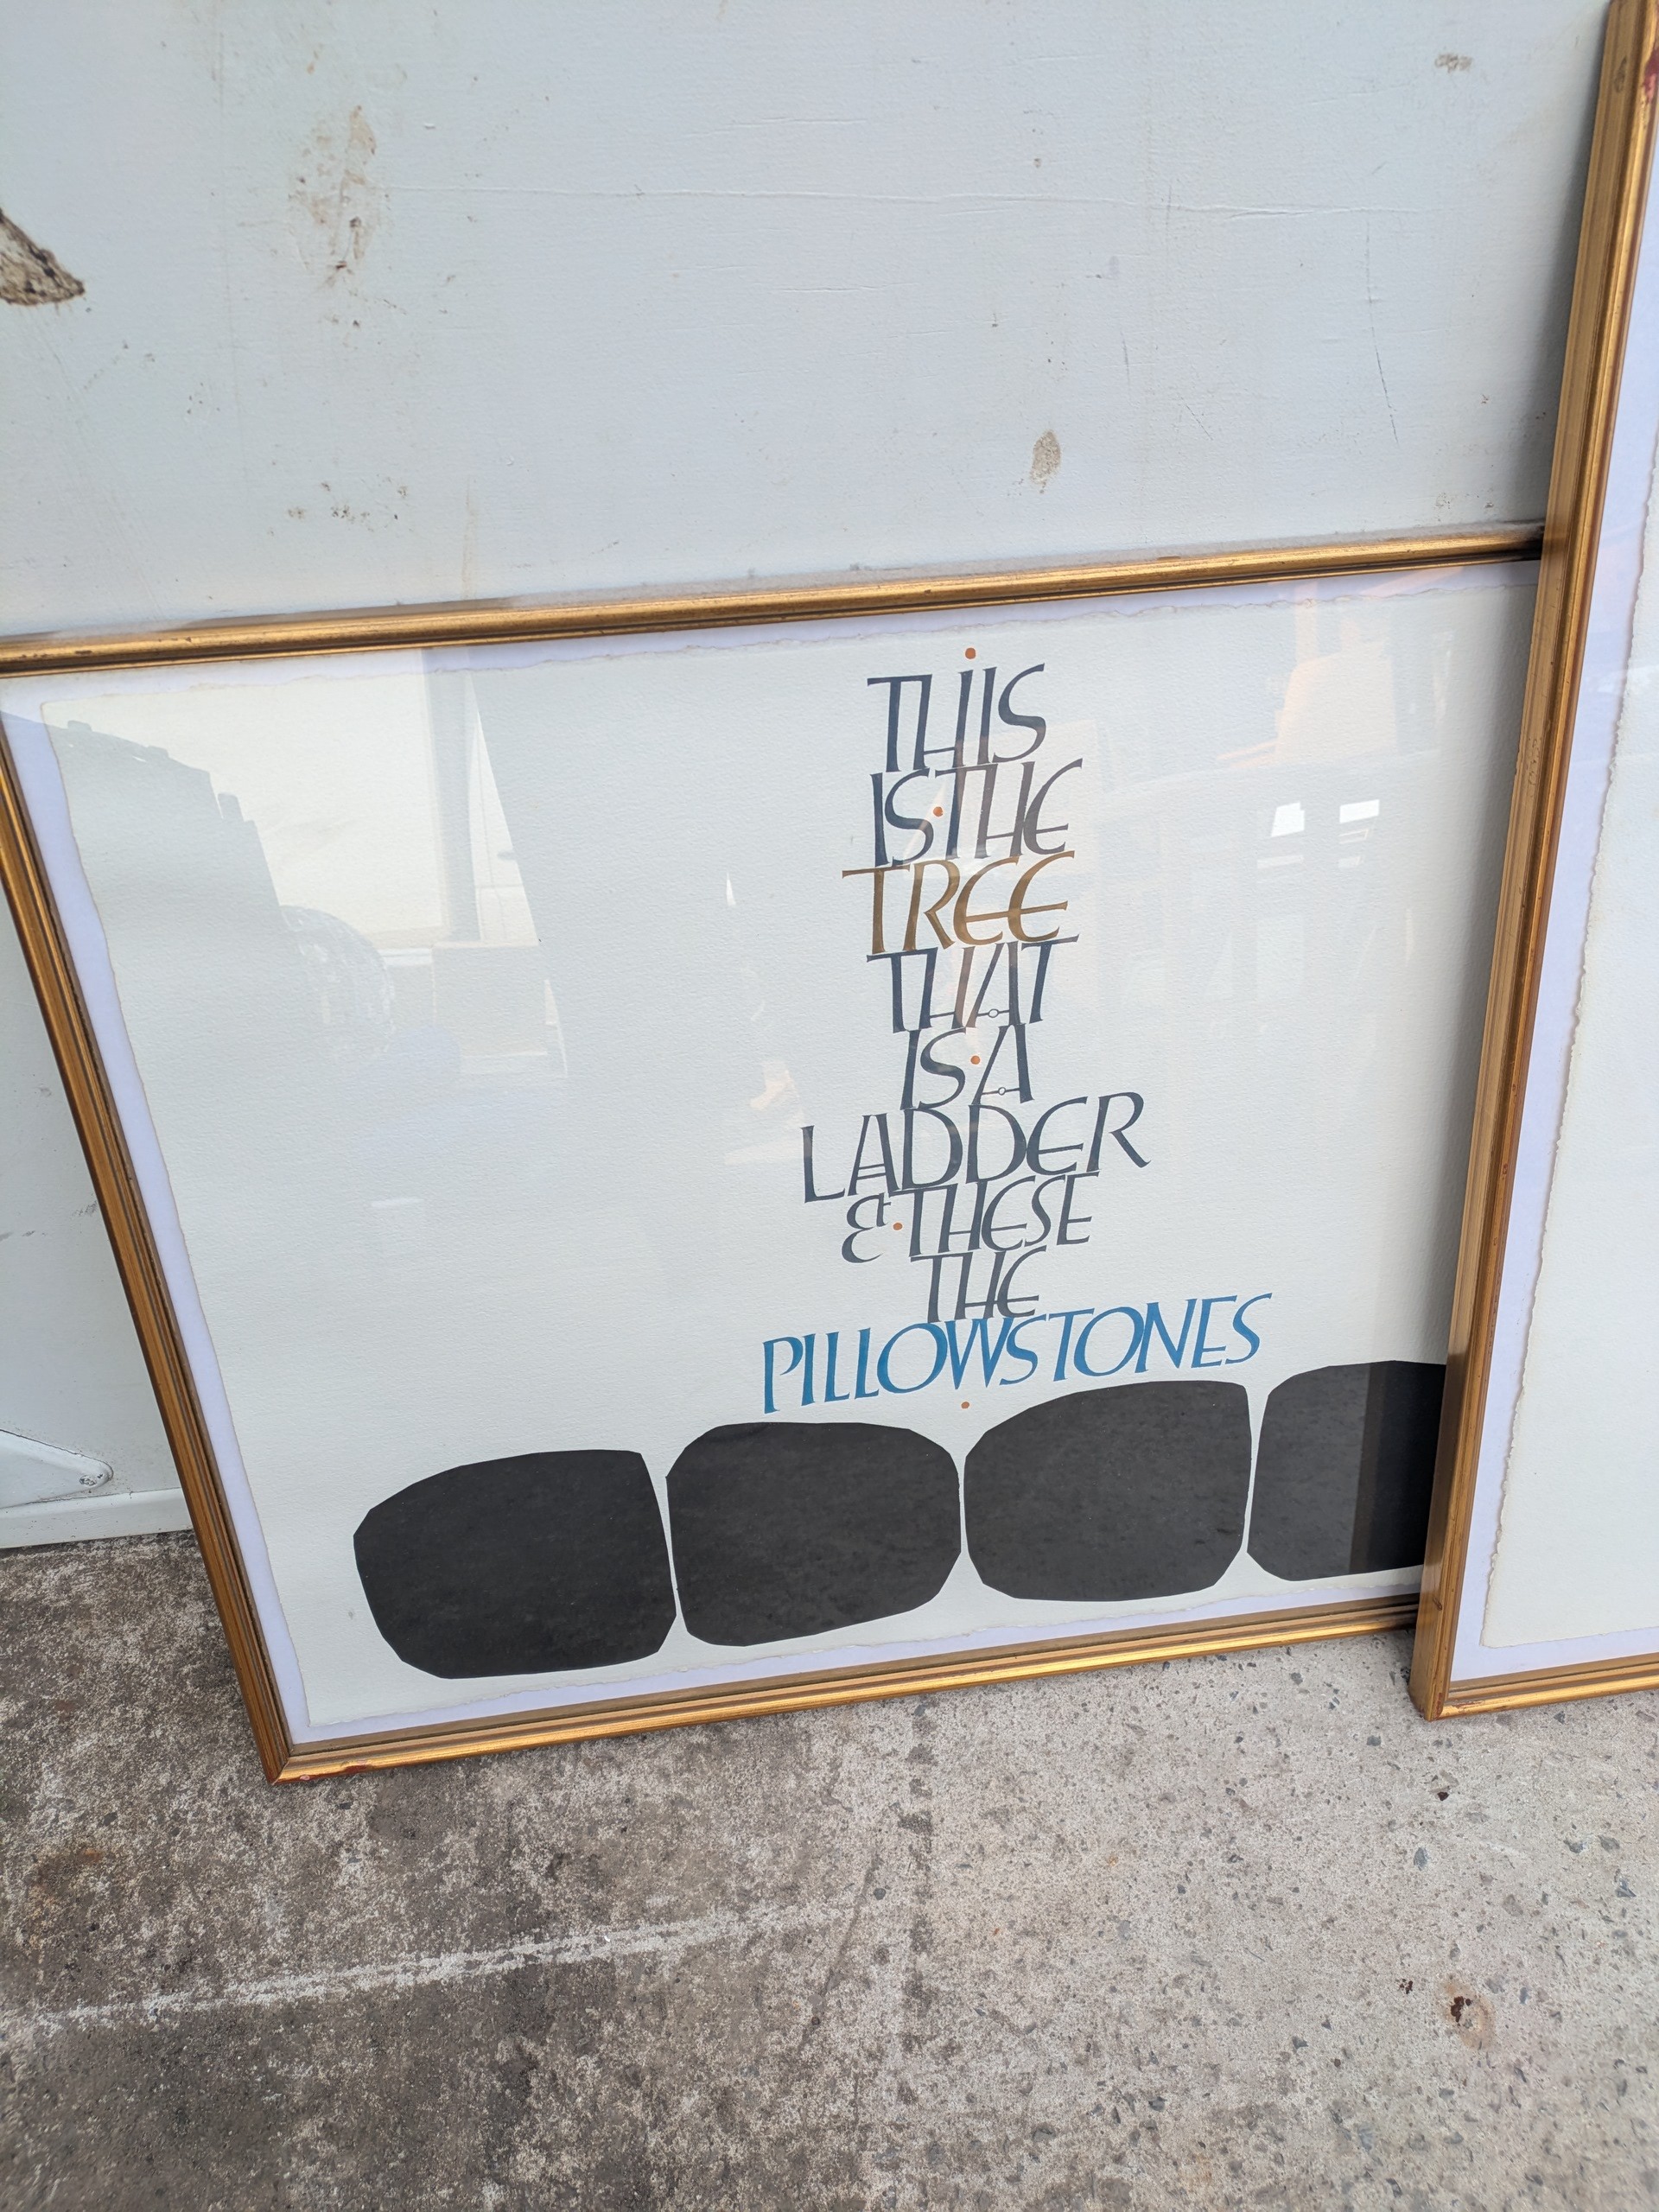 THIS
IS·THE
TREE
THAT
IS·A
LADDER
&·THESE
THE
PILLOWSTONES